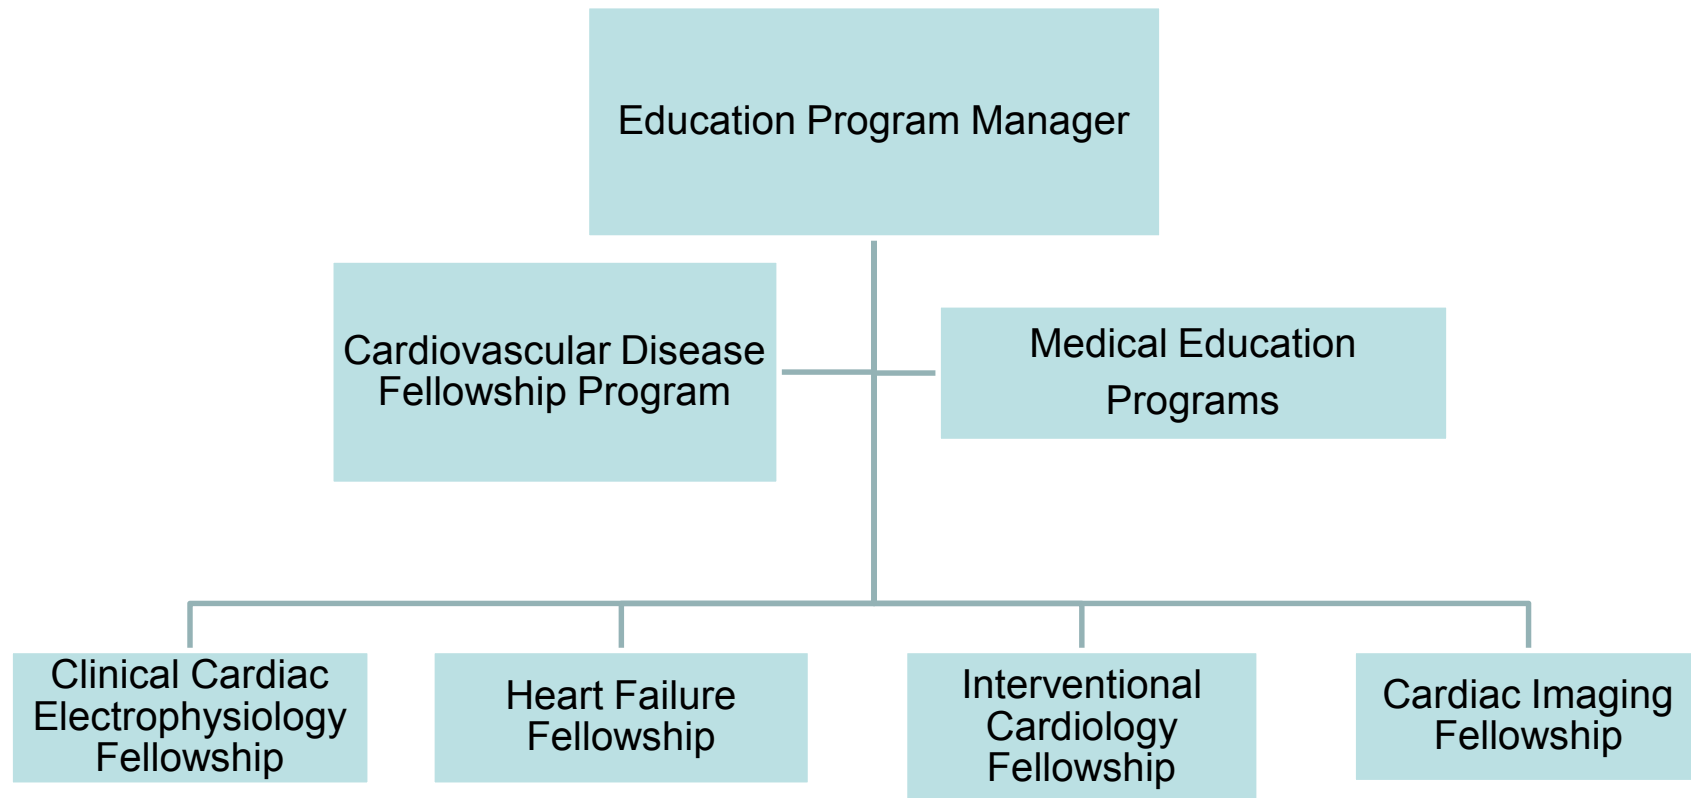 Education Program Manager
Cardiovascular Disease
Fellowship Program
Medical Education
Programs
Clinical Cardiac
Electrophysiology
Fellowship
Heart Failure
Fellowship
Interventional
Cardiology
Fellowship
Cardiac Imaging
Fellowship